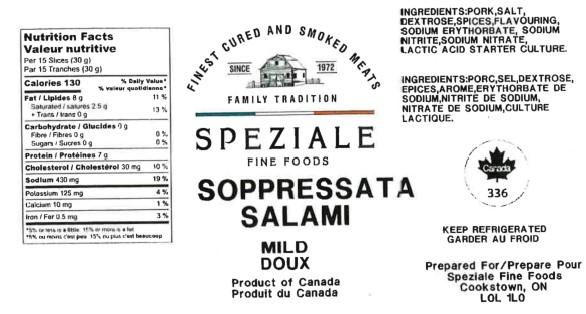 Nutrition Facts
Valeur nutritive
Per 15 Slices (30 g)
Par 15 Tranches (30 g)
Calories 130 % Daily Value*
% valeur quotidienne*
Fat / Lipides 8 g 11 %
Saturated / saturés 2.5 g
+ Trans / trans 0 g 13 %
Carbohydrate / Glucides 0 g
Fibre / Fibres 0 g 0 %
Sugars / Sucres 0 g 0 %
Protein / Protéines 7 g
Cholesterol / Cholestérol 30 mg 10 %
Sodium 430 mg 19 %
Potassium 125 mg 4 %
Calcium 10 mg 1 %
Iron / Fer 0.5 mg 3 %
*5% or less is a little, 15% or more is a lot
*5% ou moins c'est peu, 15% ou plus c'est beaucoup
FINEST CURED AND SMOKED MEATS
SINCE 1972
FAMILY TRADITION
SPEZIALE
FINE FOODS
SOPPRESSATA
SALAMI
MILD
DOUX
Product of Canada
Produit du Canada
INGREDIENTS:PORK,SALT,
DEXTROSE,SPICES,FLAVOURING,
SODIUM ERYTHORBATE, SODIUM
NITRITE,SODIUM NITRATE,
LACTIC ACID STARTER CULTURE.
INGREDIENTS:PORC,SEL,DEXTROSE,
EPICES,AROME,ERYTHORBATE DE
SODIUM,NITRITE DE SODIUM,
NITRATE DE SODIUM,CULTURE
LACTIQUE.
Canada
336
KEEP REFRIGERATED
GARDER AU FROID
Prepared For/Prepare Pour
Speziale Fine Foods
Cookstown, ON
L0L 1L0